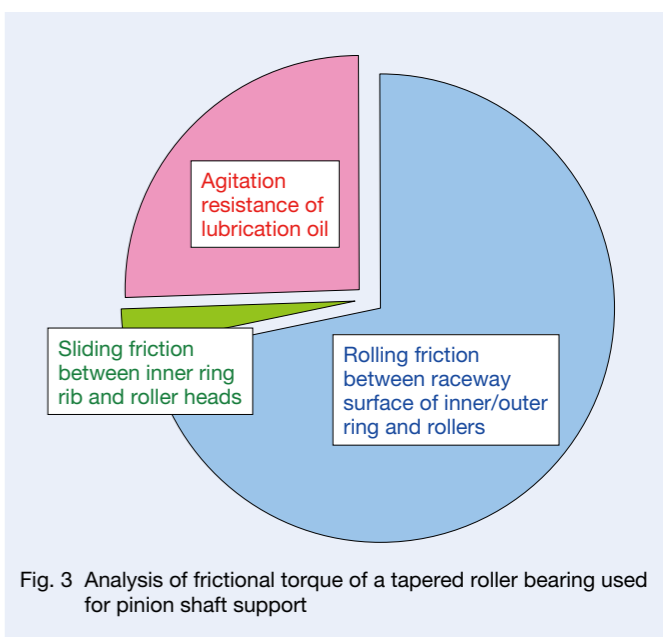 Agitation
resistance of
lubrication oil
Sliding friction
between inner ring
rib and roller heads
Rolling friction
between raceway
surface of inner/outer
ring and rollers
Fig. 3 Analysis of frictional torque of a tapered roller bearing used
for pinion shaft support